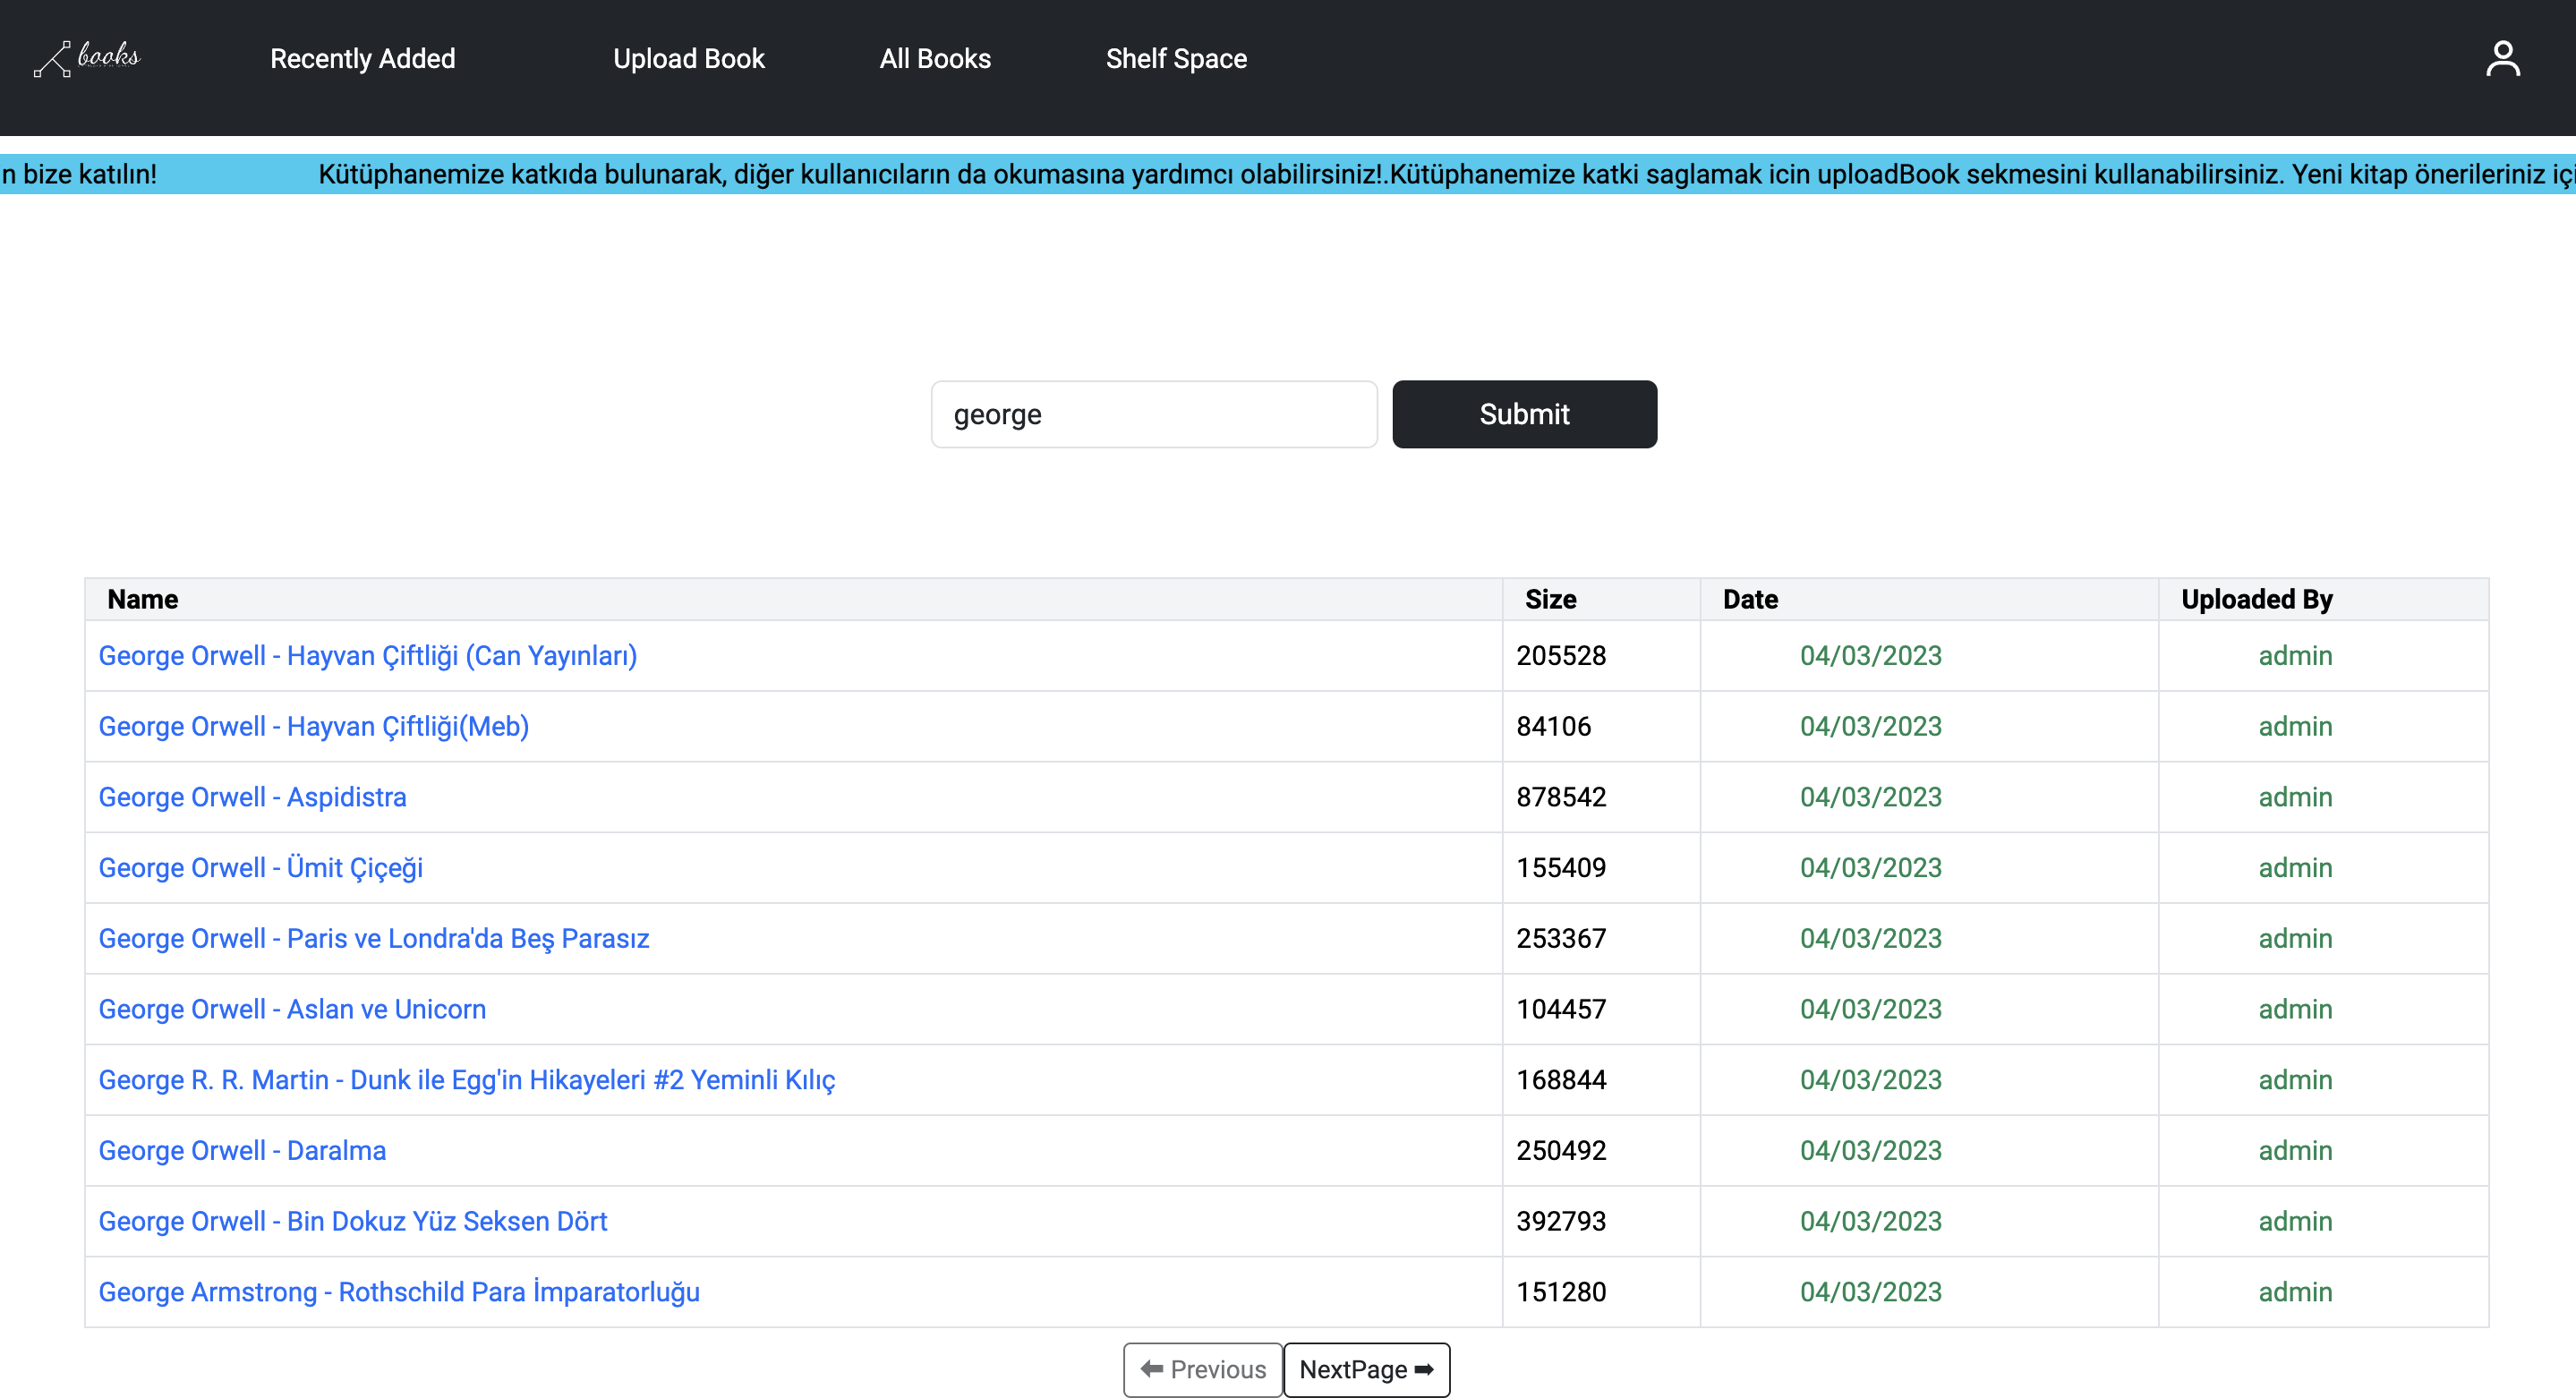 books
Recently Added Upload Book All Books Shelf Space
n bize katılın! Kütüphanemize katkıda bulunarak, diğer kullanıcıların da okumasına yardımcı olabilirsiniz!.Kütüphanemize katki saglamak icin uploadBook sekmesini kullanabilirsiniz. Yeni kitap önerileriniz içi
george Submit
Name Size Date Uploaded By
George Orwell - Hayvan Çiftliği (Can Yayınları) 205528 04/03/2023 admin
George Orwell - Hayvan Çiftliği(Meb) 84106 04/03/2023 admin
George Orwell - Aspidistra 878542 04/03/2023 admin
George Orwell - Ümit Çiçeği 155409 04/03/2023 admin
George Orwell - Paris ve Londra'da Beş Parasız 253367 04/03/2023 admin
George Orwell - Aslan ve Unicorn 104457 04/03/2023 admin
George R. R. Martin - Dunk ile Egg'in Hikayeleri #2 Yeminli Kılıç 168844 04/03/2023 admin
George Orwell - Daralma 250492 04/03/2023 admin
George Orwell - Bin Dokuz Yüz Seksen Dört 392793 04/03/2023 admin
George Armstrong - Rothschild Para İmparatorluğu 151280 04/03/2023 admin
⬅ Previous NextPage ➡